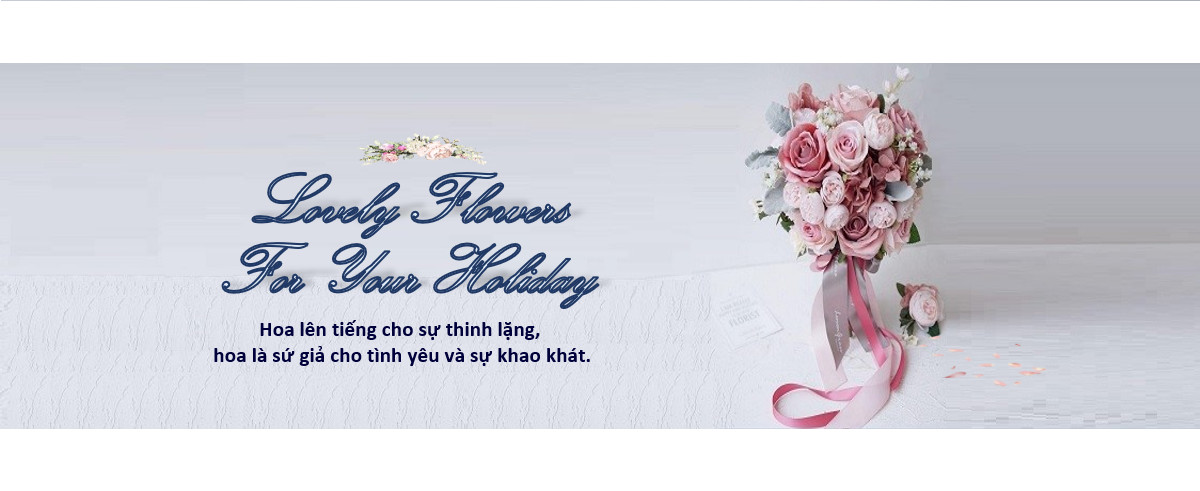 Lovely Flowers
For Your Holiday
Hoa lên tiếng cho sự thinh lặng,
hoa là sứ giả cho tình yêu và sự khao khát.
FLORIST